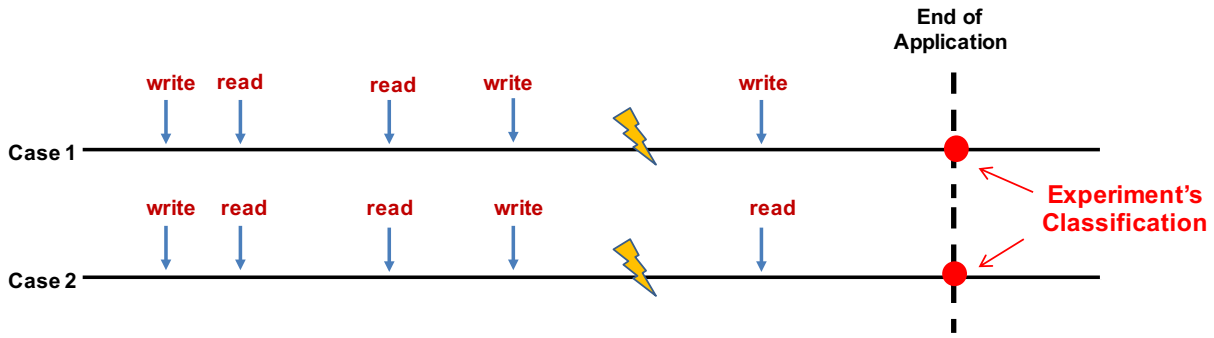 End of
Application
write read read write write
Case 1
write read read write read
Experiment's
Classification
Case 2